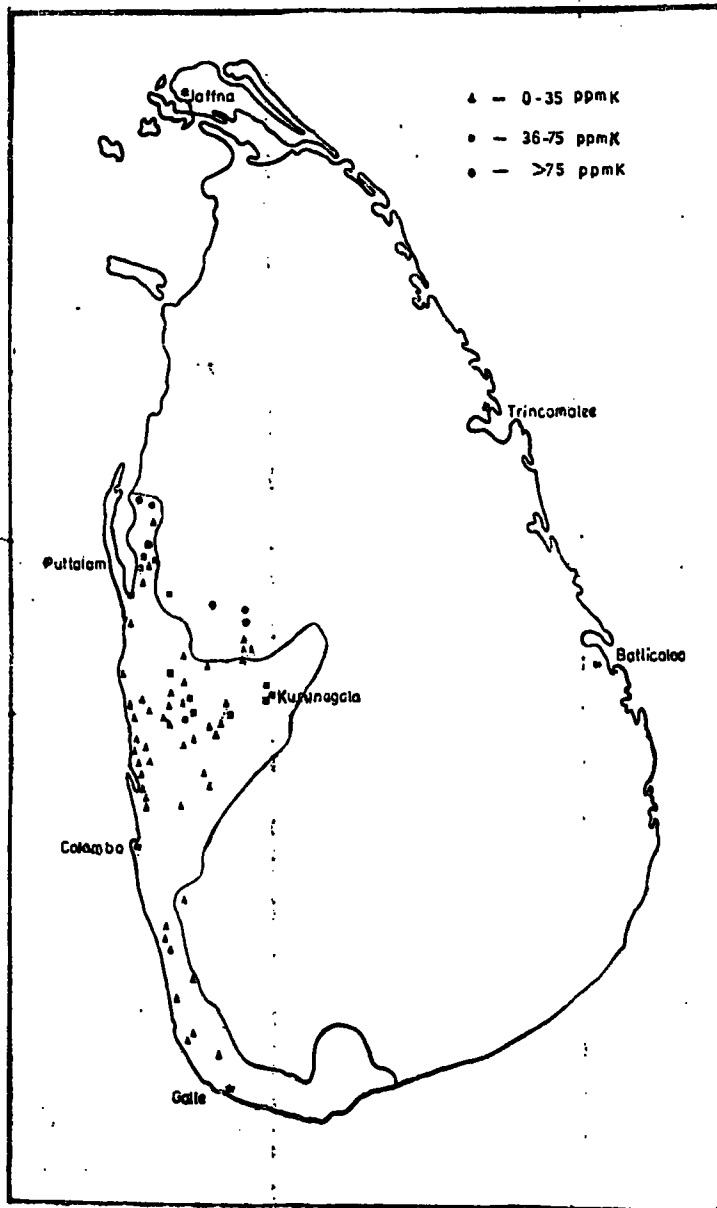 Jaffna
▲ – 0-35 ppmK
■ – 36-75 ppmK
● – >75 ppmK
Trincomalee
Puttalam
Batticaloa
Kurunegala
Colombo
Galle